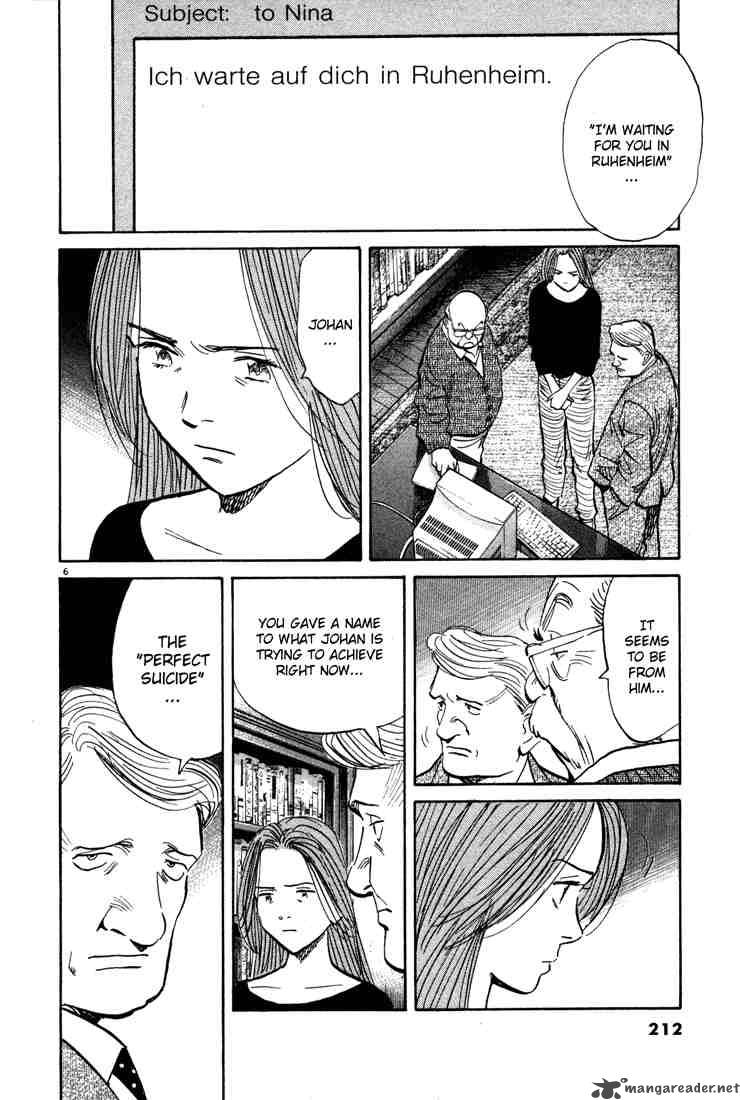 Subject: to Nina
Ich warte auf dich in Ruhenheim.
"I'M WAITING
FOR YOU IN
RUHENHEIM"
...
JOHAN
...
6
IT
SEEMS
TO BE
FROM
HIM...
YOU GAVE A NAME
TO WHAT JOHAN IS
TRYING TO ACHIEVE
RIGHT NOW...
THE
"PERFECT
SUICIDE"
...
212
mangareader.net